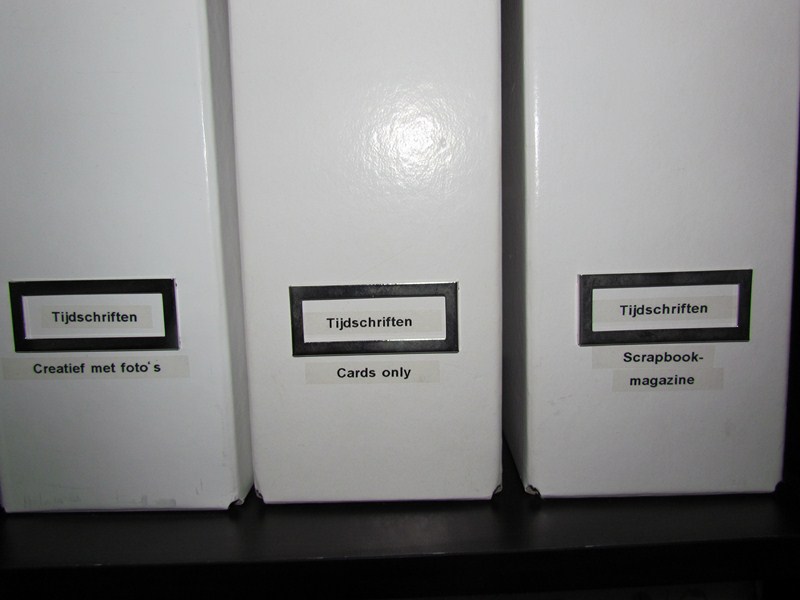 Tijdschriften
Creatief met foto's
Tijdschriften
Cards only
Tijdschriften
Scrapbook-
magazine